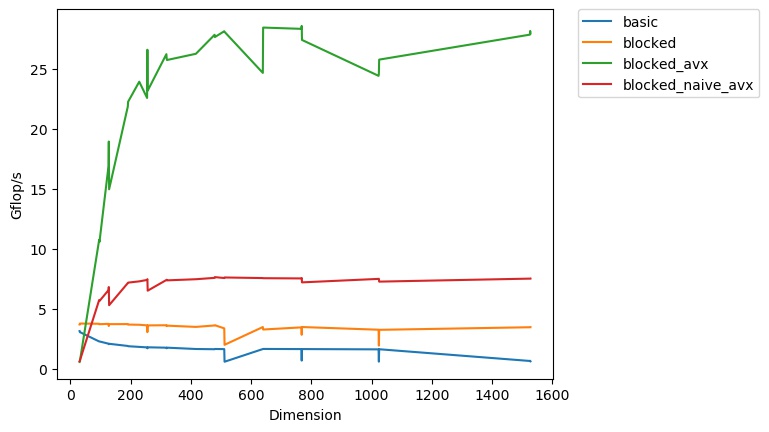 basic
blocked
blocked_avx
blocked_naive_avx
Gflop/s
25
20
15
10
5
0
0 200 400 600 800 1000 1200 1400 1600
Dimension